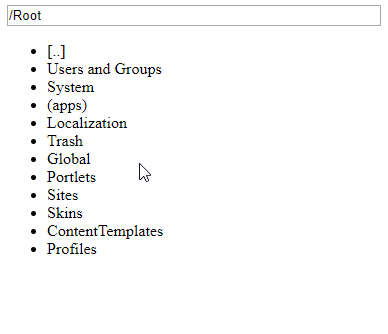 /Root
[..]
Users and Groups
System
(apps)
Localization
Trash
Global
Portlets
Sites
Skins
ContentTemplates
Profiles